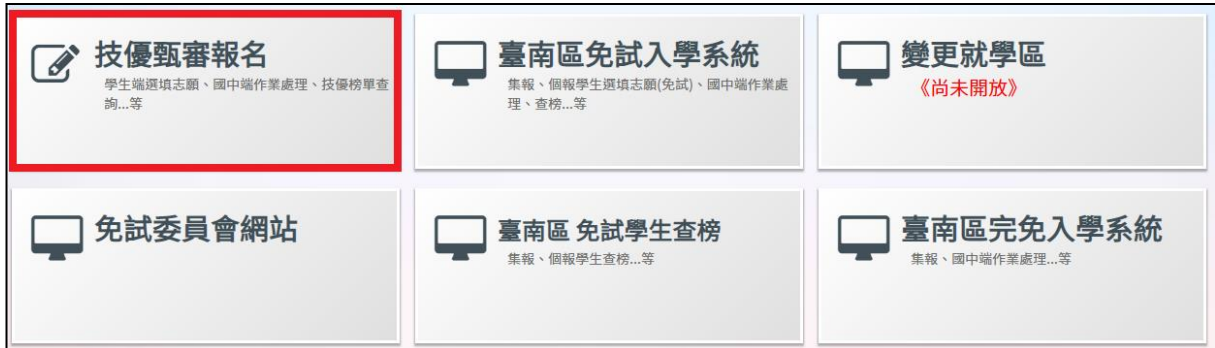 技優甄審報名
學生端選填志願、國中端作業處理、技優榜單查
詢...等
臺南區免試入學系統
集報、個報學生選填志願(免試)、國中端作業處
理、查榜...等
變更就學區
《尚未開放》
免試委員會網站
臺南區 免試學生查榜
集報、個報學生查榜...等
臺南區完免入學系統
集報、國中端作業處理...等